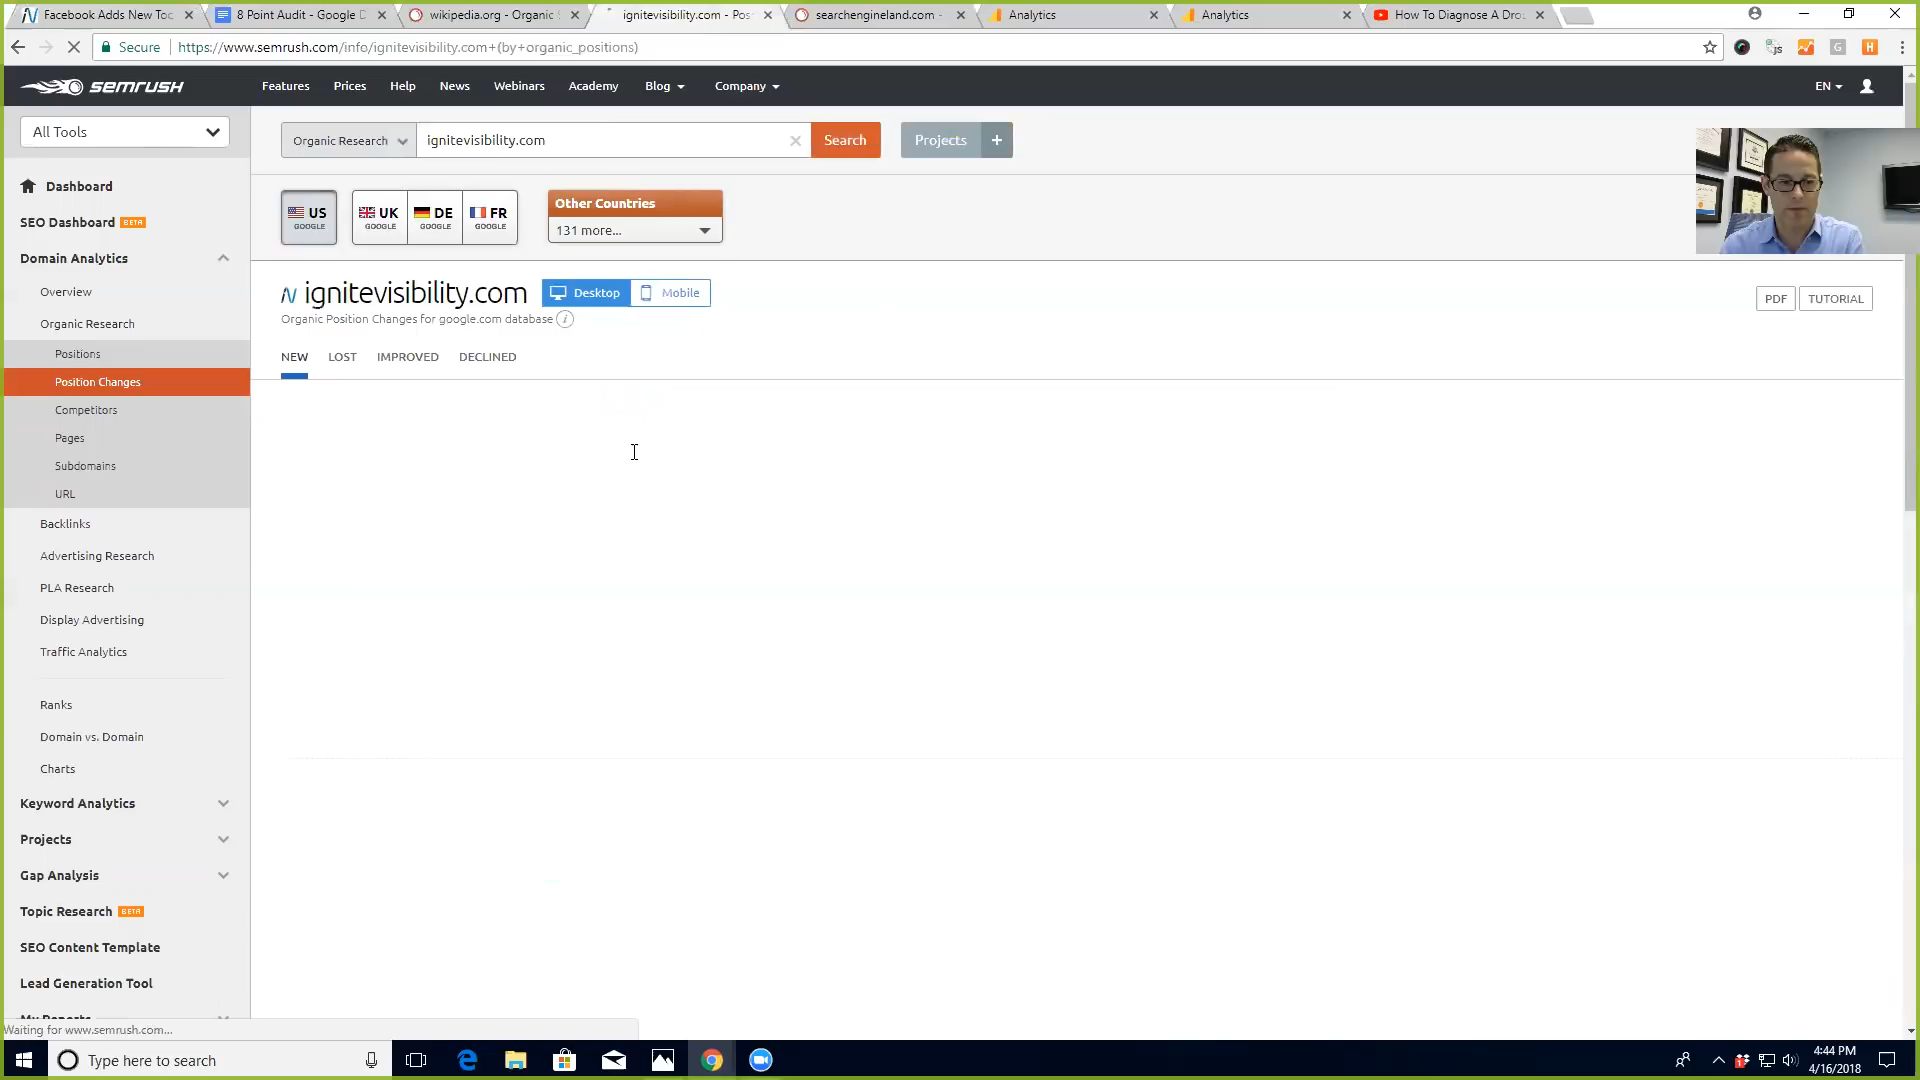 Facebook Adds New Toc
8 Point Audit - Google D
wikipedia.org - Organic S
ignitevisibility.com - Pos
searchengineland.com -
Analytics
Analytics
How To Diagnose A Dro
Secure
https://www.semrush.com/info/ignitevisibility.com+(by+organic_positions)
SEMRUSH
Features
Prices
Help
News
Webinars
Academy
Blog
Company
EN
All Tools
Organic Research
ignitevisibility.com
Search
Projects
+
Dashboard
SEO Dashboard BETA
Domain Analytics
Overview
Organic Research
Positions
Position Changes
Competitors
Pages
Subdomains
URL
Backlinks
Advertising Research
PLA Research
Display Advertising
Traffic Analytics
Ranks
Domain vs. Domain
Charts
Keyword Analytics
Projects
Gap Analysis
Topic Research BETA
SEO Content Template
Lead Generation Tool
My Reports
US
GOOGLE
UK
GOOGLE
DE
GOOGLE
FR
GOOGLE
Other Countries
131 more...
ignitevisibility.com
Desktop
Mobile
PDF
TUTORIAL
Organic Position Changes for google.com database
NEW
LOST
IMPROVED
DECLINED
Waiting for www.semrush.com...
Type here to search
4:44 PM
4/16/2018